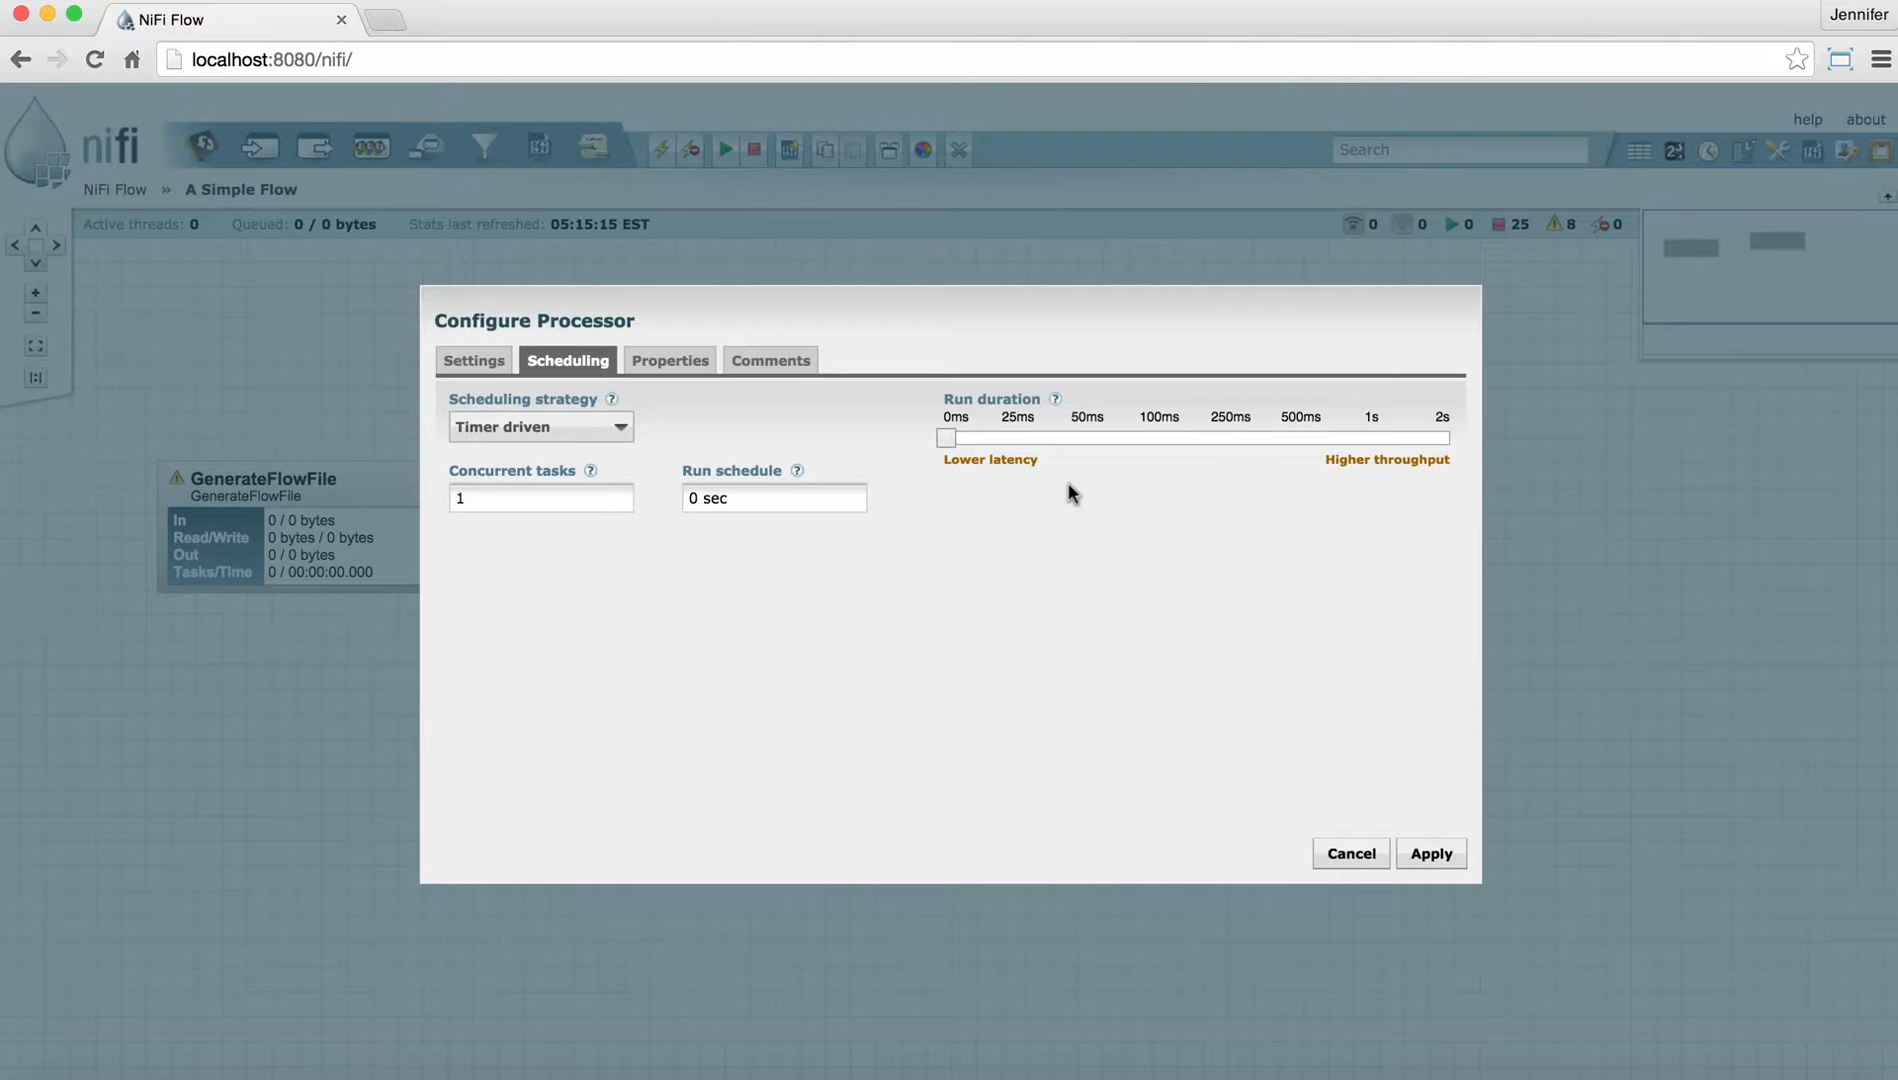 NiFi Flow
Jennifer
localhost:8080/nifi/
help about
nifi
Search
NiFi Flow » A Simple Flow
Active threads: 0 Queued: 0 / 0 bytes Stats last refreshed: 05:15:15 EST
0 0 0 25 8 0
Configure Processor
Settings Scheduling Properties Comments
Scheduling strategy ?
Timer driven
Run duration ?
0ms 25ms 50ms 100ms 250ms 500ms 1s 2s
Lower latency Higher throughput
Concurrent tasks ? Run schedule ?
1 0 sec
GenerateFlowFile
GenerateFlowFile
In 0 / 0 bytes
Read/Write 0 bytes / 0 bytes
Out 0 / 0 bytes
Tasks/Time 0 / 00:00:00.000
Cancel Apply